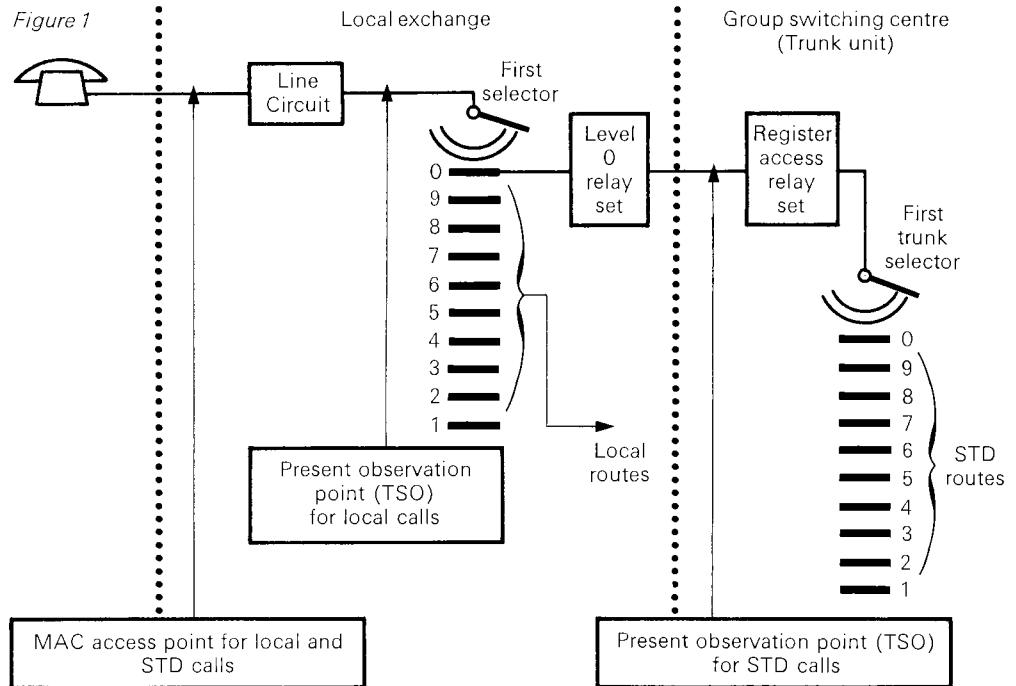 Figure 1
Local exchange
Group switching centre
(Trunk unit)
Line
Circuit
First
selector
Level
0
relay
set
Register
access
relay
set
First
trunk
selector
0
9
8
7
6
5
4
3
2
1
Local
routes
0
9
8
7
6
5
4
3
2
1
STD
routes
Present observation
point (TSO)
for local calls
MAC access point for local and
STD calls
Present observation point (TSO)
for STD calls